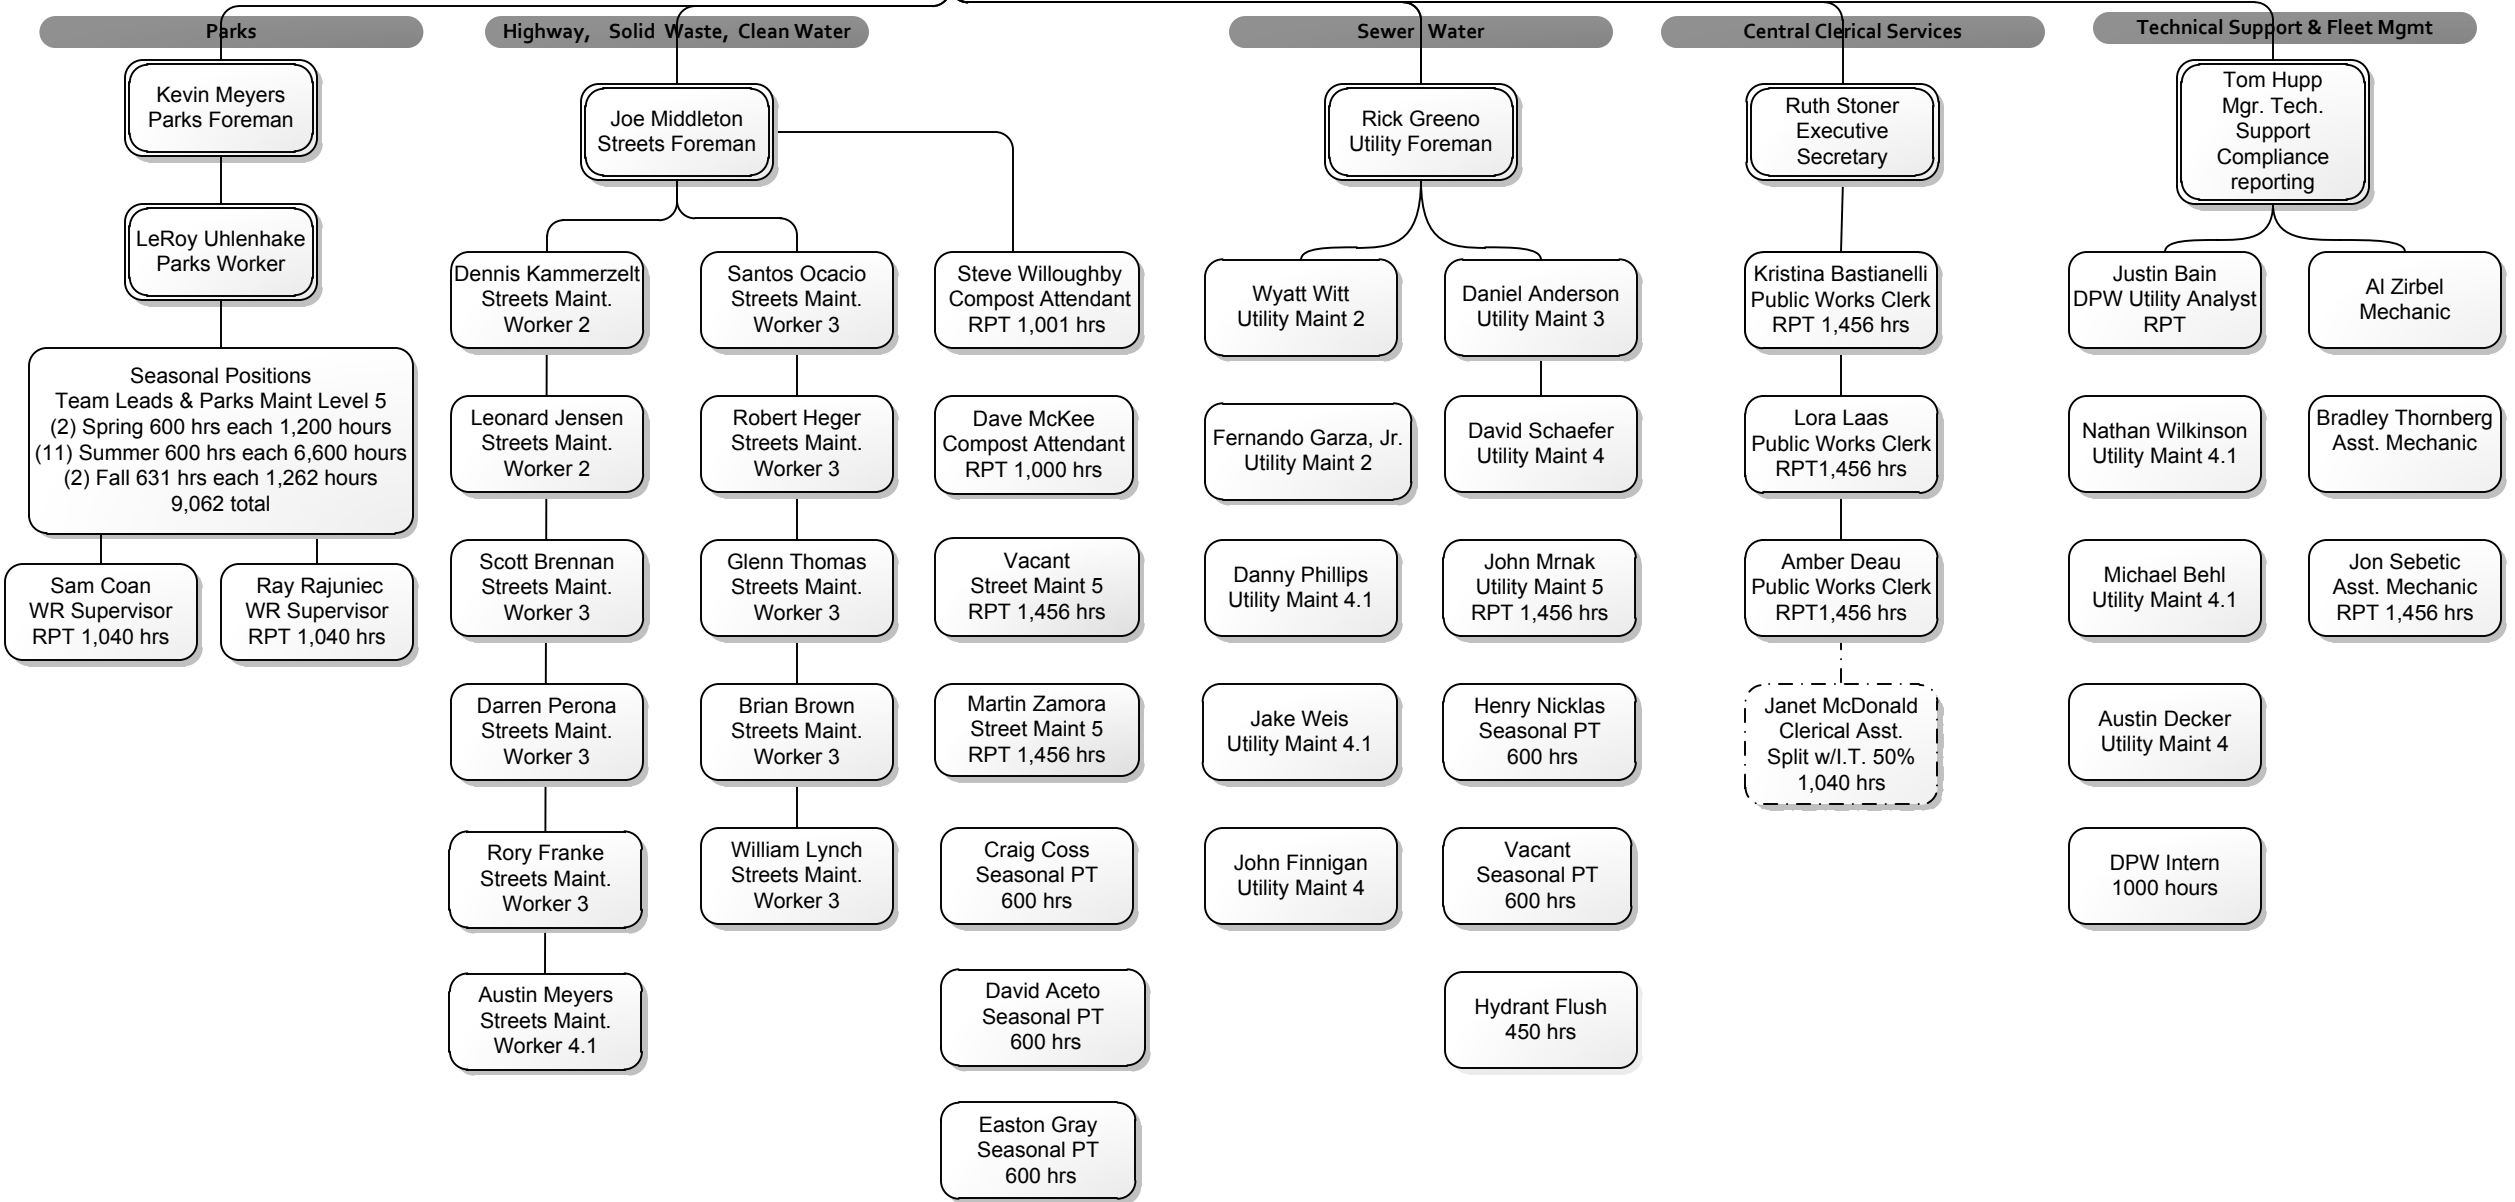 Parks
Kevin Meyers
Parks Foreman
LeRoy Uhlenhake
Parks Worker
Seasonal Positions
Team Leads & Parks Maint Level 5
(2) Spring 600 hrs each 1,200 hours
(11) Summer 600 hrs each 6,600 hours
(2) Fall 631 hrs each 1,262 hours
9,062 total
Sam Coan
WR Supervisor
RPT 1,040 hrs
Ray Rajuniec
WR Supervisor
RPT 1,040 hrs
Highway, Solid Waste, Clean Water
Joe Middleton
Streets Foreman
Dennis Kammerzelt
Streets Maint.
Worker 2
Leonard Jensen
Streets Maint.
Worker 2
Scott Brennan
Streets Maint.
Worker 3
Darren Perona
Streets Maint.
Worker 3
Rory Franke
Streets Maint.
Worker 3
Austin Meyers
Streets Maint.
Worker 4.1
Santos Ocacio
Streets Maint.
Worker 3
Robert Heger
Streets Maint.
Worker 3
Glenn Thomas
Streets Maint.
Worker 3
Brian Brown
Streets Maint.
Worker 3
William Lynch
Streets Maint.
Worker 3
Steve Willoughby
Compost Attendant
RPT 1,001 hrs
Dave McKee
Compost Attendant
RPT 1,000 hrs
Vacant
Street Maint 5
RPT 1,456 hrs
Martin Zamora
Street Maint 5
RPT 1,456 hrs
Craig Coss
Seasonal PT
600 hrs
David Aceto
Seasonal PT
600 hrs
Easton Gray
Seasonal PT
600 hrs
Sewer Water
Rick Greeno
Utility Foreman
Wyatt Witt
Utility Maint 2
Fernando Garza, Jr.
Utility Maint 2
Danny Phillips
Utility Maint 4.1
Jake Weis
Utility Maint 4.1
John Finnigan
Utility Maint 4
Daniel Anderson
Utility Maint 3
David Schaefer
Utility Maint 4
John Mrnak
Utility Maint 5
RPT 1,456 hrs
Henry Nicklas
Seasonal PT
600 hrs
Vacant
Seasonal PT
600 hrs
Hydrant Flush
450 hrs
Central Clerical Services
Ruth Stoner
Executive
Secretary
Kristina Bastianelli
Public Works Clerk
RPT 1,456 hrs
Lora Laas
Public Works Clerk
RPT1,456 hrs
Amber Deau
Public Works Clerk
RPT1,456 hrs
Janet McDonald
Clerical Asst.
Split w/I.T. 50%
1,040 hrs
Technical Support & Fleet Mgmt
Tom Hupp
Mgr. Tech.
Support
Compliance
reporting
Justin Bain
DPW Utility Analyst
RPT
Nathan Wilkinson
Utility Maint 4.1
Michael Behl
Utility Maint 4.1
Austin Decker
Utility Maint 4
DPW Intern
1000 hours
Al Zirbel
Mechanic
Bradley Thornberg
Asst. Mechanic
Jon Sebetic
Asst. Mechanic
RPT 1,456 hrs